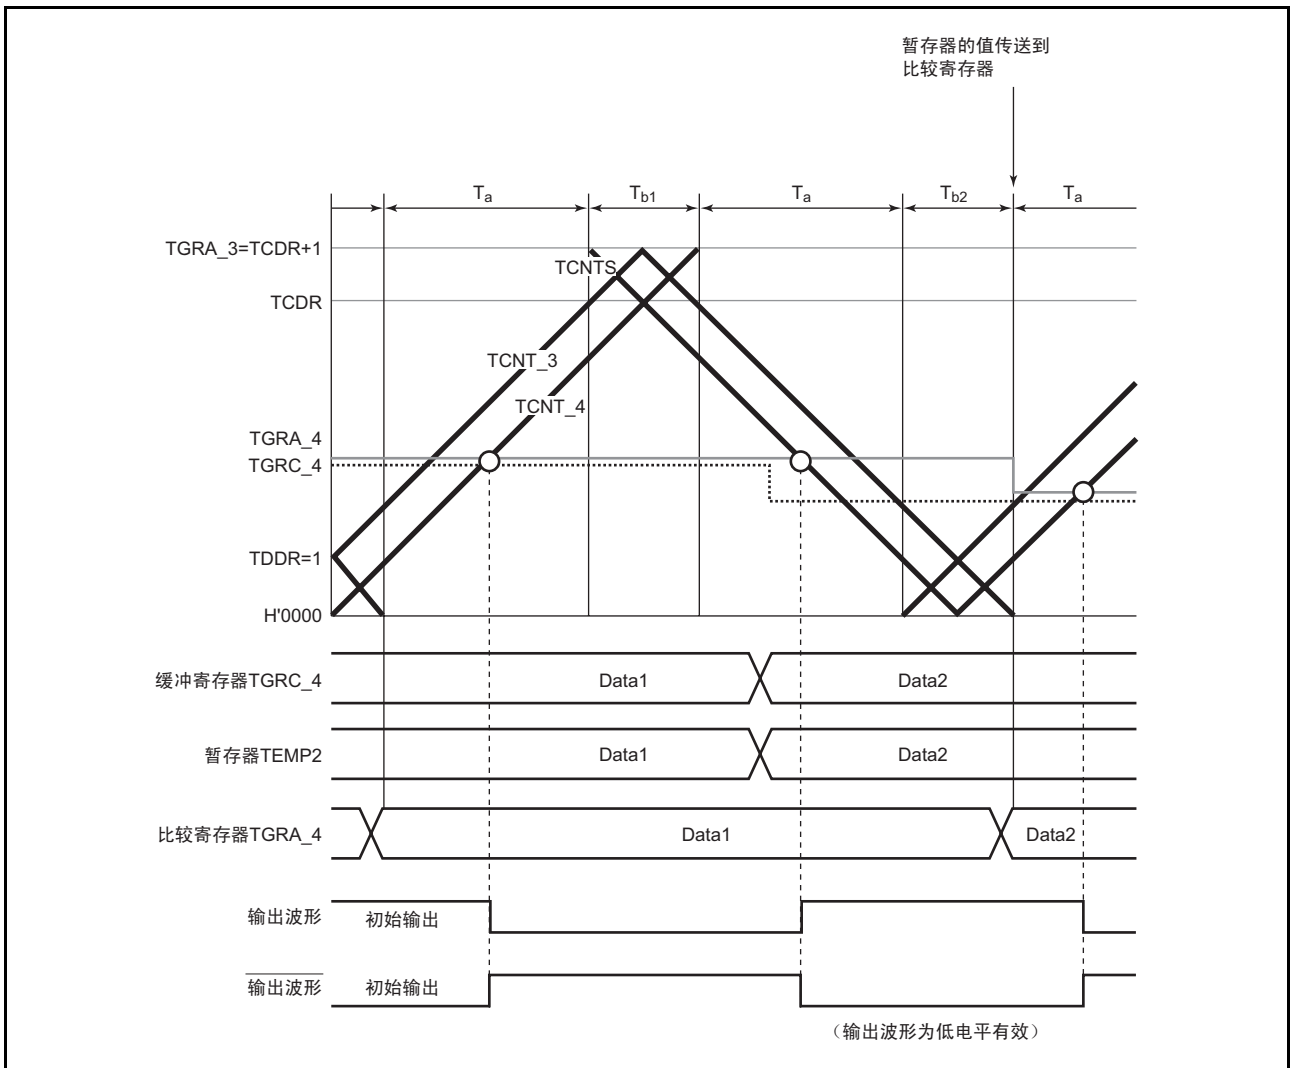 暂存器的值传送到
比较寄存器
Ta
Tb1
Ta
Tb2
Ta
TGRA_3=TCDR+1
TCNTS
TCDR
TCNT_3
TCNT_4
TGRA_4
TGRC_4
TDDR=1
H'0000
缓冲寄存器TGRC_4
Data1
Data2
暂存器TEMP2
Data1
Data2
比较寄存器TGRA_4
Data1
Data2
输出波形
初始输出
输出波形
初始输出
（输出波形为低电平有效）